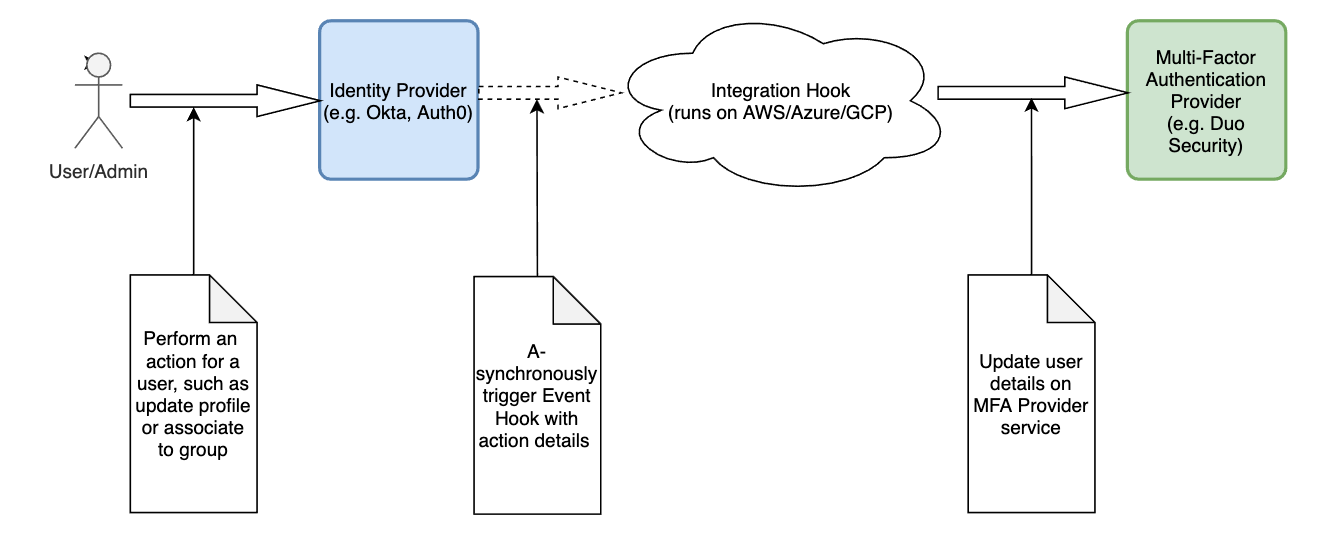 User/Admin
Identity Provider
(e.g. Okta, Auth0)
Integration Hook
(runs on AWS/Azure/GCP)
Multi-Factor
Authentication
Provider
(e.g. Duo
Security)
Perform an
action for a
user, such as
update profile
or associate
to group
A-
synchronously
trigger Event
Hook with
action details
Update user
details on
MFA Provider
service